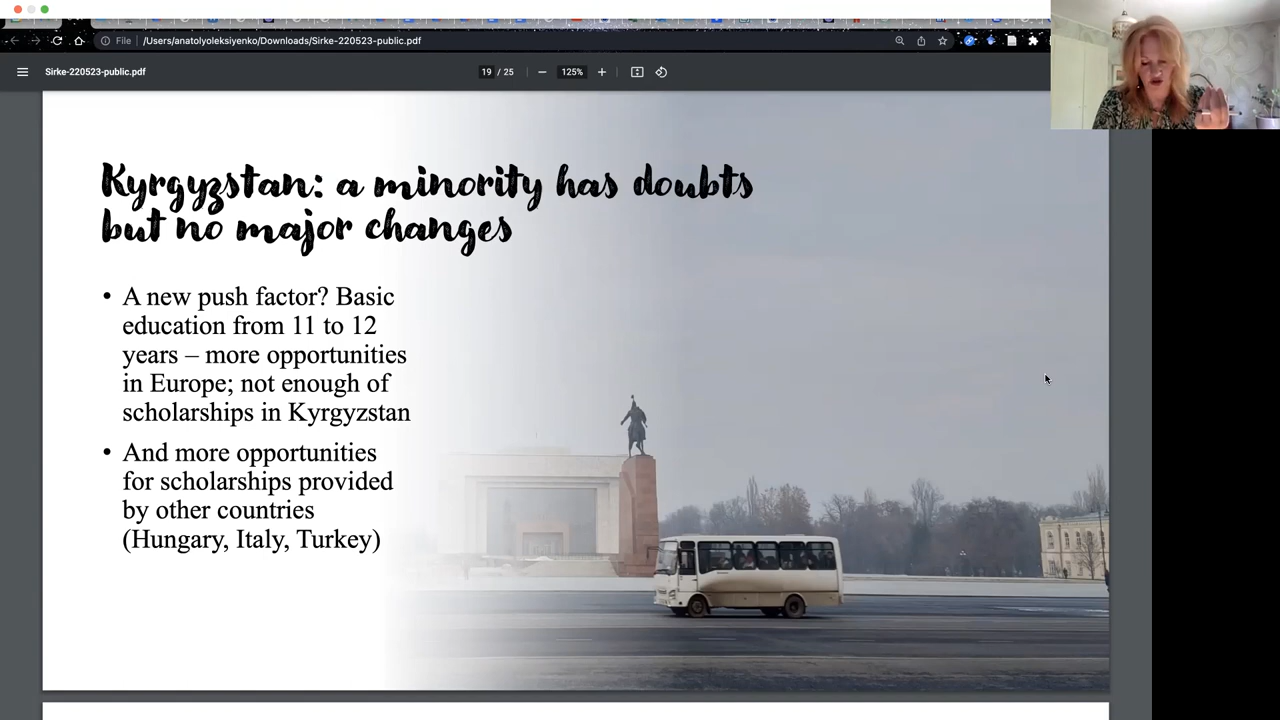 File
/Users/anatolyoleksiyenko/Downloads/Sirke-220523-public.pdf
Sirke-220523-public.pdf
19 / 25
125%
Kyrgyzstan: a minority has doubts
but no major changes
• A new push factor? Basic
education from 11 to 12
years – more opportunities
in Europe; not enough of
scholarships in Kyrgyzstan
• And more opportunities
for scholarships provided
by other countries
(Hungary, Italy, Turkey)